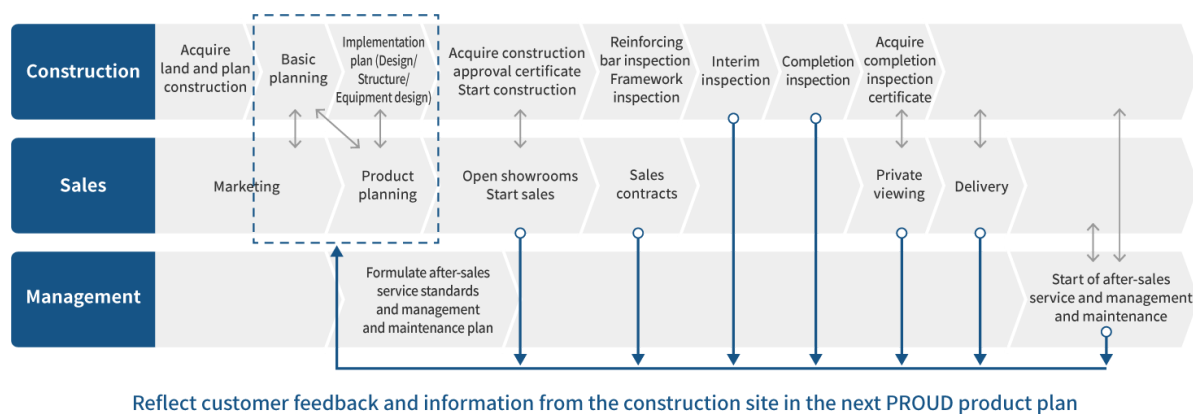 Construction
Acquire
land and plan
construction
Basic
planning
Implementation
plan (Design/
Structure/
Equipment design)
Acquire construction
approval certificate
Start construction
Reinforcing
bar inspection
Framework
inspection
Interim
inspection
Completion
inspection
Acquire
completion
inspection
certificate
Sales
Marketing
Product
planning
Open showrooms
Start sales
Sales
contracts
Private
viewing
Delivery
Management
Formulate after-sales
service standards
and management
and maintenance plan
Start of after-sales
service and management
and maintenance
Reflect customer feedback and information from the construction site in the next PROUD product plan